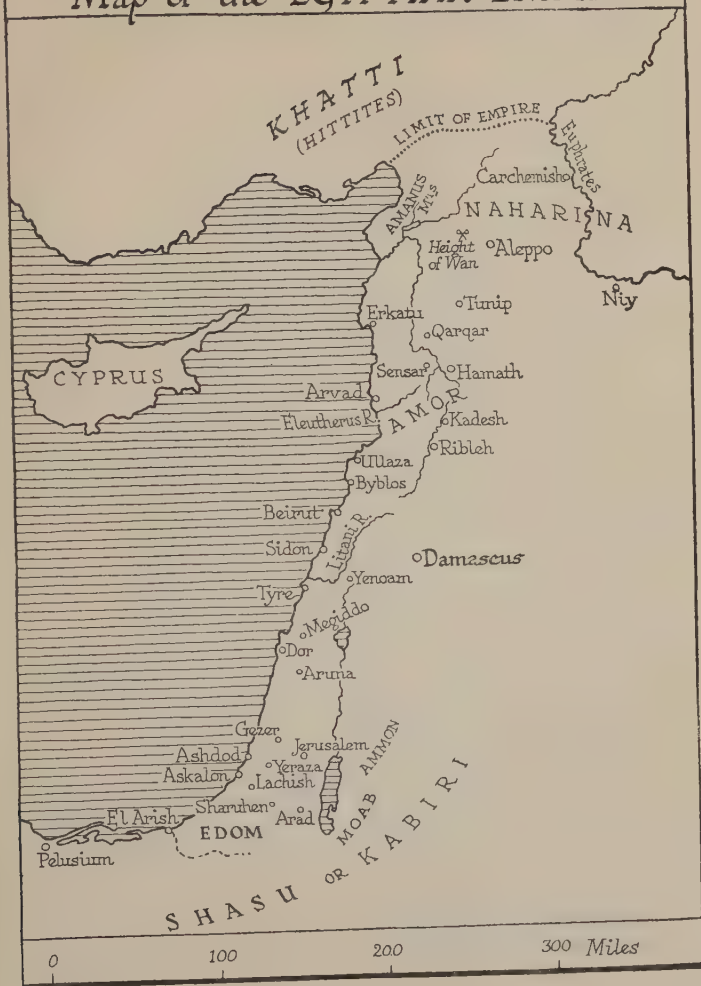 Map of the
KHATTI
(HITTITES)
LIMIT OF EMPIRE
Euphrates
AMANUS
Mts
Carchemish
NAHARINA
Height
of Wan
Aleppo
Niy
Tunip
Erkatu
Qarqar
CYPRUS
Sensar
Hamath
Arvad
AMOR
Eleutherus R.
Kadesh
Ribleh
Ullaza
Byblos
Beirut
Litani R.
Sidon
Damascus
Yenoam
Tyre
Megiddo
Dor
Aruna
Gezer
Jerusalem
AMMON
Ashdod
Yeraza
Askalon
Lachish
Sharuhen
Arad
MOAB
El Arish
EDOM
Pelusium
SHASU OR KABIRI
0 100 200 300 Miles